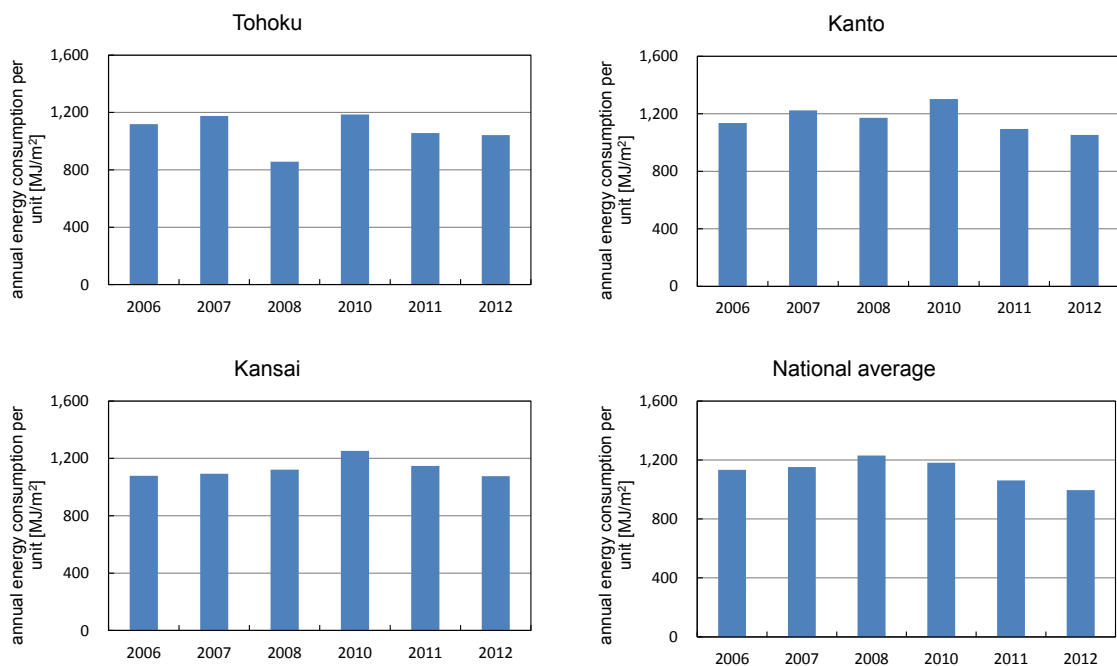 Tohoku
annual energy consumption per
unit [MJ/m²]
1,600
1,200
800
400
0
2006 2007 2008 2010 2011 2012
Kanto
annual energy consumption per
unit [MJ/m²]
1,600
1,200
800
400
0
2006 2007 2008 2010 2011 2012
Kansai
annual energy consumption per
unit [MJ/m²]
1,600
1,200
800
400
0
2006 2007 2008 2010 2011 2012
National average
annual energy consumption per
unit [MJ/m²]
1,600
1,200
800
400
0
2006 2007 2008 2010 2011 2012